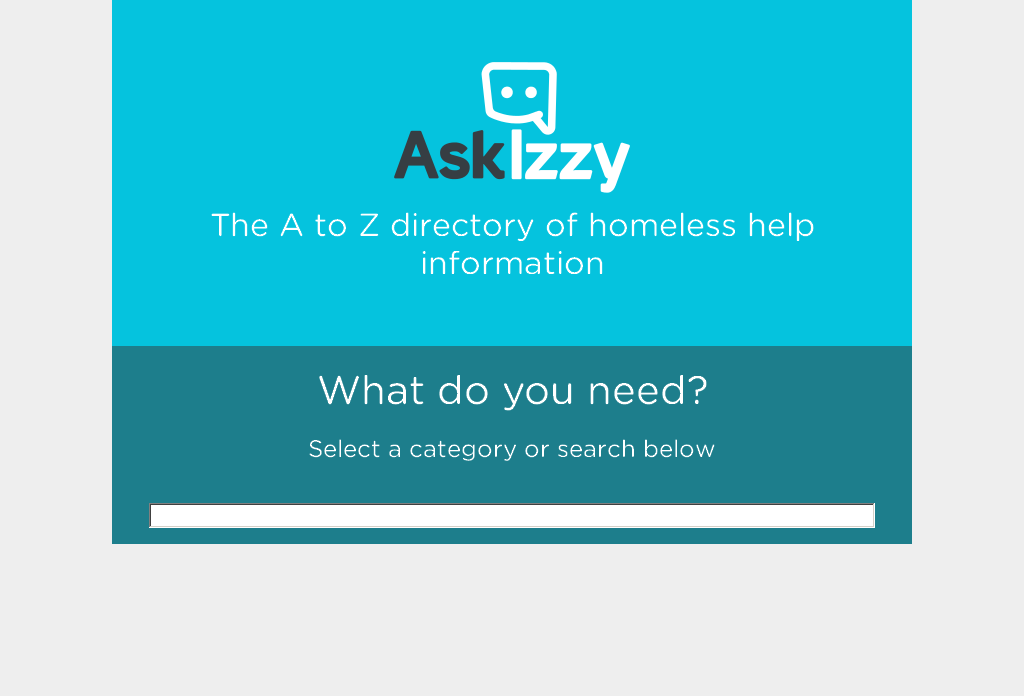 AskIzzy
The A to Z directory of homeless help
information
What do you need?
Select a category or search below